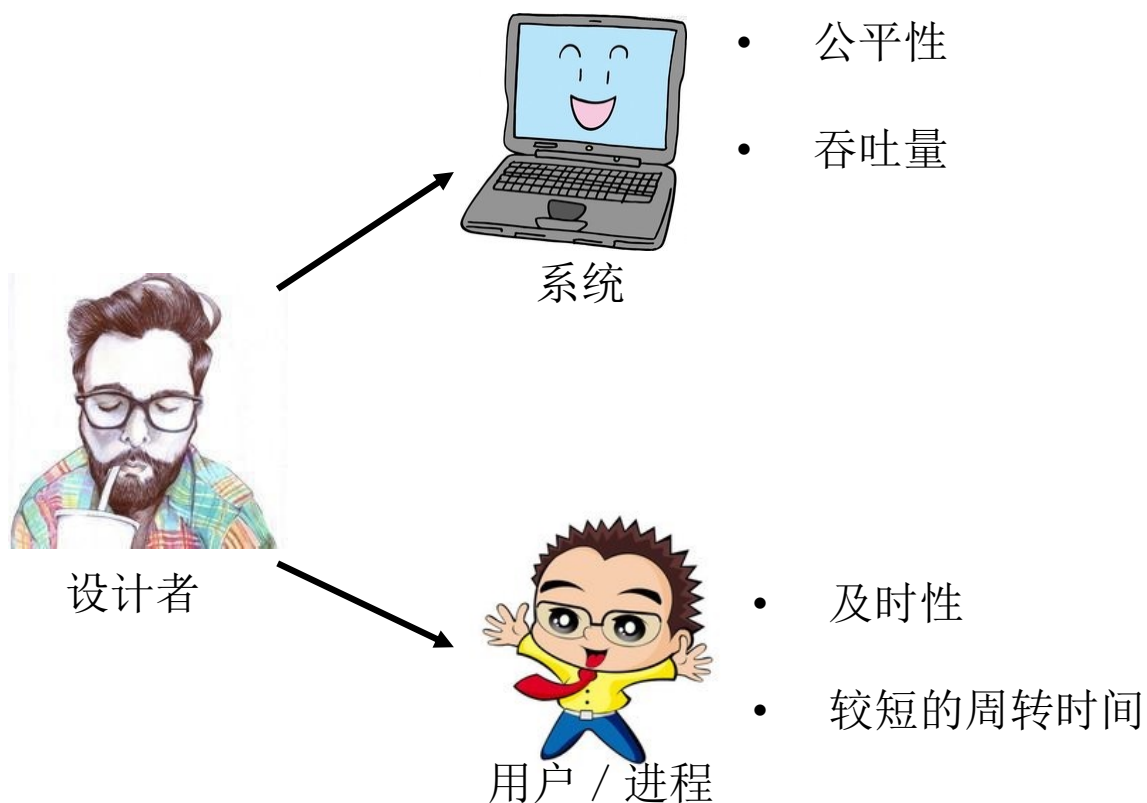 • 公平性
• 吞吐量
系统
设计者
• 及时性
• 较短的周转时间
用户 / 进程